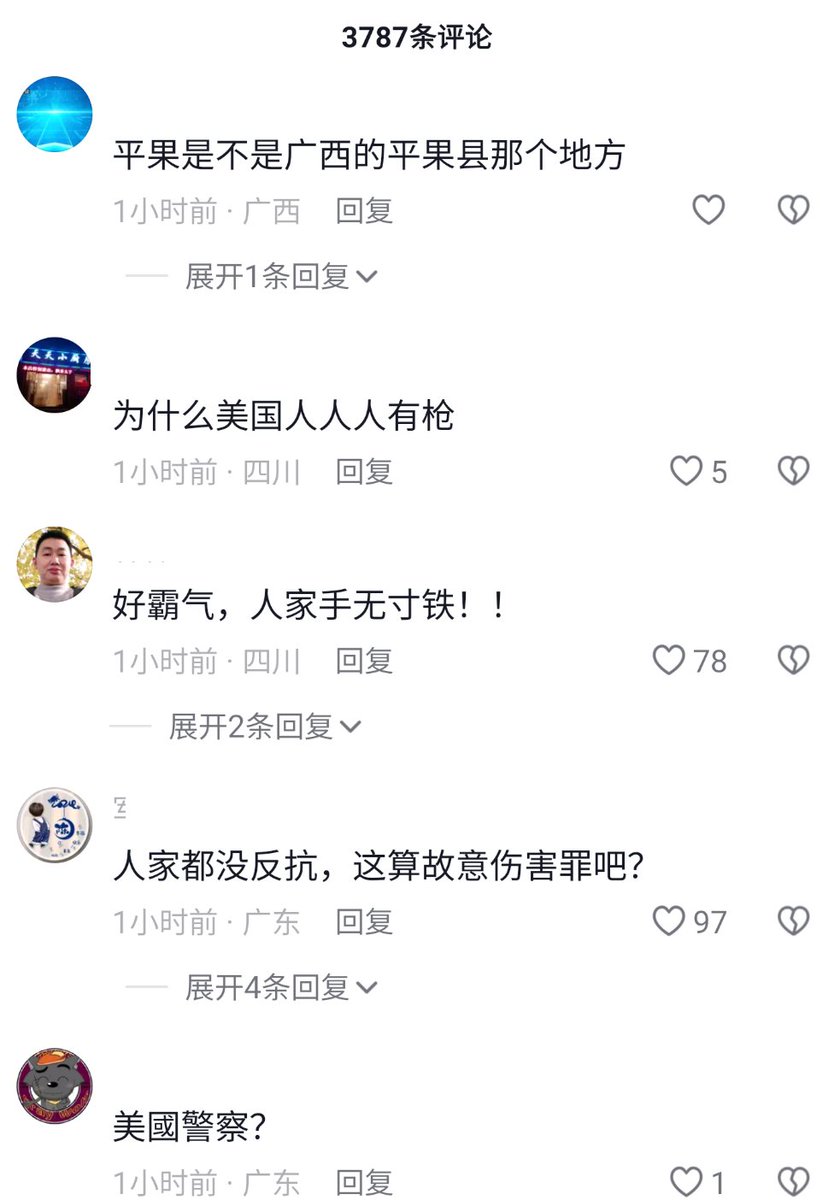 3787条评论
平果是不是广西的平果县那个地方
1小时前 · 广西 回复
展开1条回复
天天小厨房
为什么美国人人人有枪
1小时前 · 四川 回复 5
好霸气，人家手无寸铁！！
1小时前 · 四川 回复 78
展开2条回复
人家都没反抗，这算故意伤害罪吧？
1小时前 · 广东 回复 97
展开4条回复
美國警察？
1小时前 · 广东 回复 1